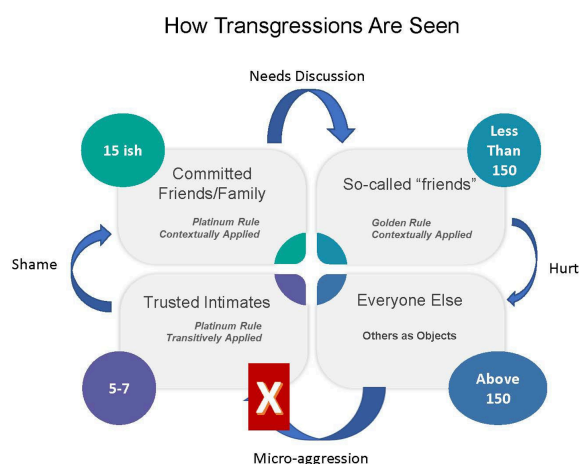 How Transgressions Are Seen
Needs Discussion
15 ish
Less
Than
150
Committed
Friends/Family
Platinum Rule
Contextually Applied
So-called “friends”
Golden Rule
Contextually Applied
Shame
Hurt
Trusted Intimates
Platinum Rule
Transitively Applied
Everyone Else
Others as Objects
5-7
X
Above
150
Micro-aggression